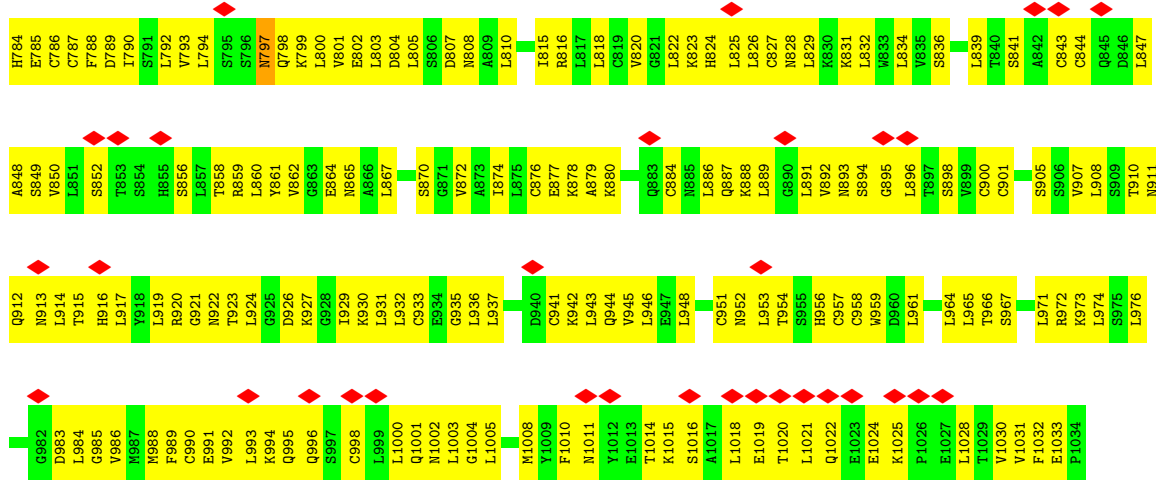 H784 E785 C786 C787 F788 D789 I790 S791 L792 V793 L794 S795 S796 N797 Q798 K799 L800 V801 E802 L803 D804 L805 S806 D807 N808 A809 L810 I815 R816 L817 L818 C819 V820 G821 L822 K823 H824 L825 L826 C827 N828 L829 K830 K831 L832 W833 L834 V835 S836 L839 T840 S841 A842 C843 C844 Q845 D846 L847
A848 S849 V850 L851 S852 T853 S854 H855 S856 L857 T858 R859 L860 Y861 V862 G863 E864 N865 A866 L867 S870 G871 V872 A873 I874 L875 C876 E877 K878 A879 K880 Q883 C884 N885 L886 Q887 K888 L889 G890 L891 V892 N893 S894 G895 L896 T897 S898 V899 C900 C901 S905 S906 V907 L908 S909 T910 N911
Q912 N913 L914 T915 H916 L917 Y918 L919 R920 G921 N922 T923 L924 G925 D926 K927 G928 I929 K930 L931 L932 C933 E934 G935 L936 L937 D940 C941 K942 L943 Q944 V945 L946 E947 L948 C951 N952 L953 T954 S955 H956 C957 C958 W959 D960 L961 L964 L965 T966 S967 L971 R972 K973 L974 S975 L976
G982 D983 L984 G985 V986 M987 M988 F989 C990 E991 V992 L993 K994 Q995 Q996 S997 C998 L999 L1000 Q1001 N1002 L1003 G1004 L1005 M1008 Y1009 F1010 N1011 Y1012 E1013 T1014 K1015 S1016 A1017 L1018 E1019 T1020 L1021 Q1022 E1023 E1024 K1025 P1026 E1027 L1028 T1029 V1030 V1031 F1032 E1033 P1034